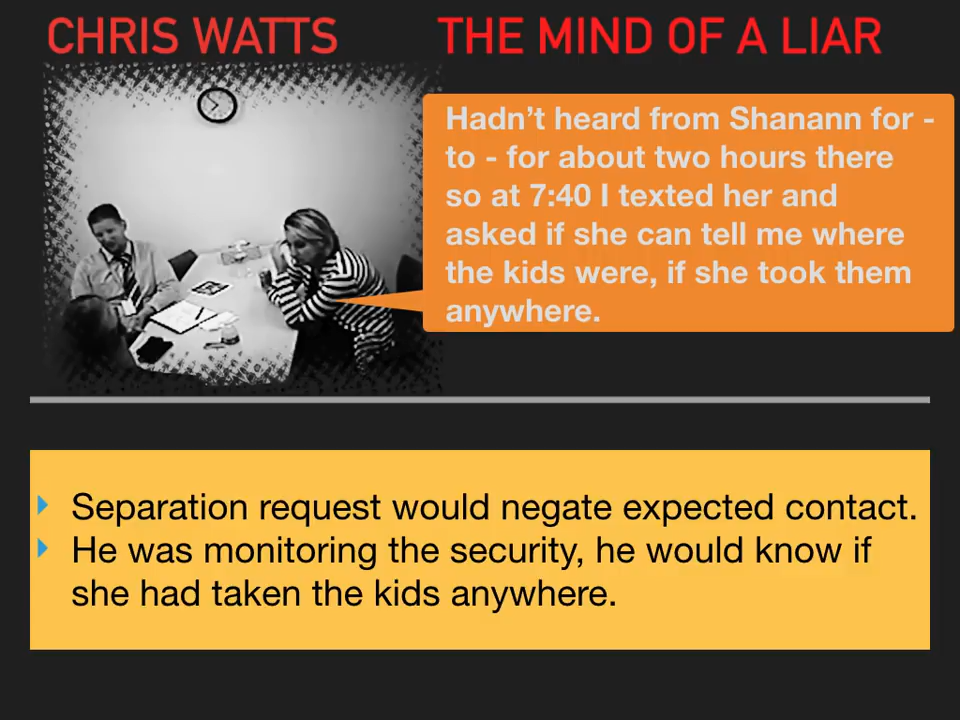 CHRIS WATTS THE MIND OF A LIAR
Hadn’t heard from Shanann for -
to - for about two hours there
so at 7:40 I texted her and
asked if she can tell me where
the kids were, if she took them
anywhere.
Separation request would negate expected contact.
He was monitoring the security, he would know if
she had taken the kids anywhere.